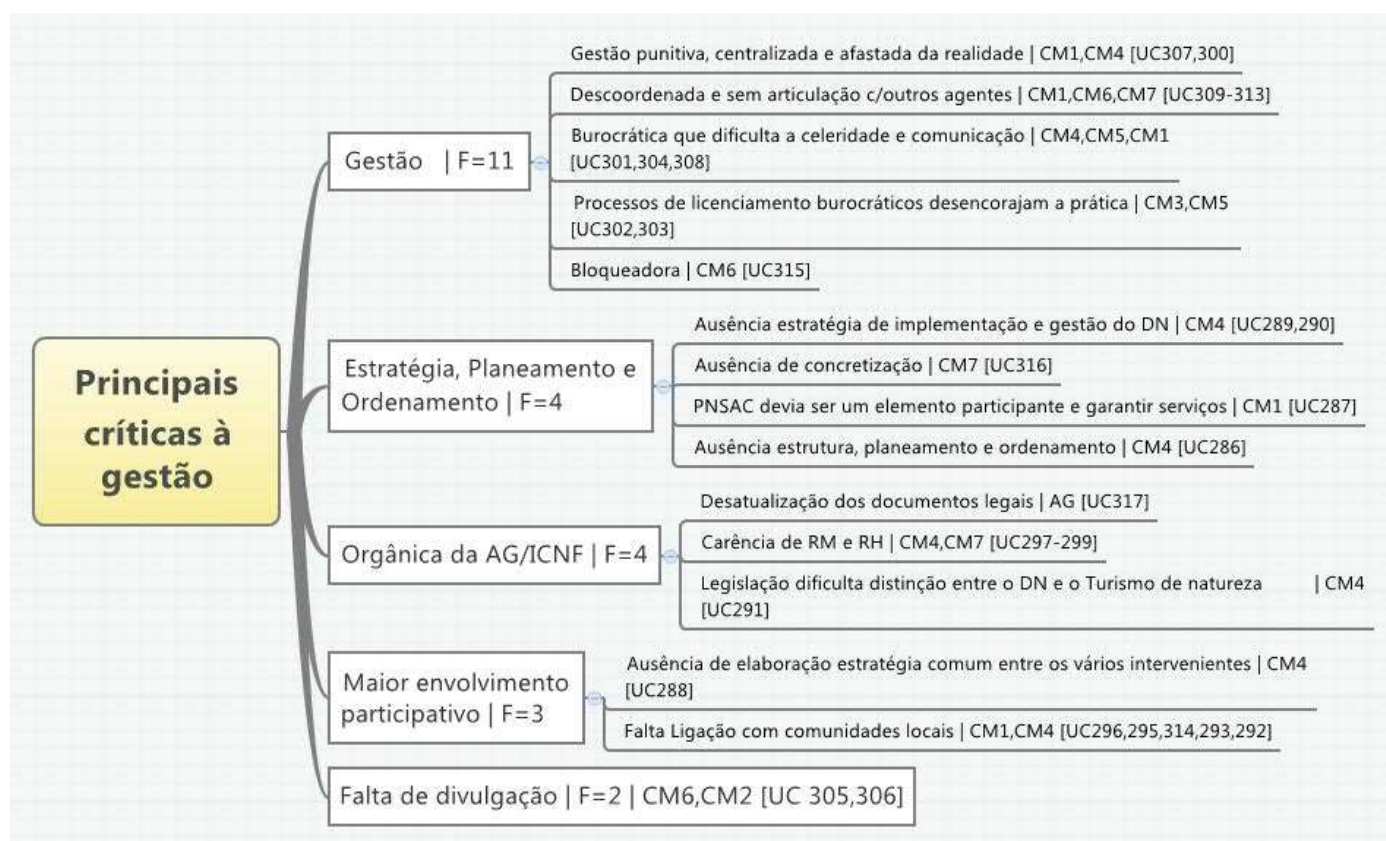 Principais
críticas à
gestão
Gestão | F=11
Gestão punitiva, centralizada e afastada da realidade | CM1,CM4 [UC307,300]
Descoordenada e sem articulação c/outros agentes | CM1,CM6,CM7 [UC309-313]
Burocrática que dificulta a celeridade e comunicação | CM4,CM5,CM1
[UC301,304,308]
Processos de licenciamento burocráticos desencorajam a prática | CM3,CM5
[UC302,303]
Bloqueadora | CM6 [UC315]
Estratégia, Planeamento e
Ordenamento | F=4
Ausência estratégia de implementação e gestão do DN | CM4 [UC289,290]
Ausência de concretização | CM7 [UC316]
PNSAC devia ser um elemento participante e garantir serviços | CM1 [UC287]
Ausência estrutura, planeamento e ordenamento | CM4 [UC286]
Orgânica da AG/ICNF | F=4
Desatualização dos documentos legais | AG [UC317]
Carência de RM e RH | CM4,CM7 [UC297-299]
Legislação dificulta distinção entre o DN e o Turismo de natureza | CM4
[UC291]
Maior envolvimento
participativo | F=3
Ausência de elaboração estratégia comum entre os vários intervenientes | CM4
[UC288]
Falta Ligação com comunidades locais | CM1,CM4 [UC296,295,314,293,292]
Falta de divulgação | F=2 | CM6,CM2 [UC 305,306]